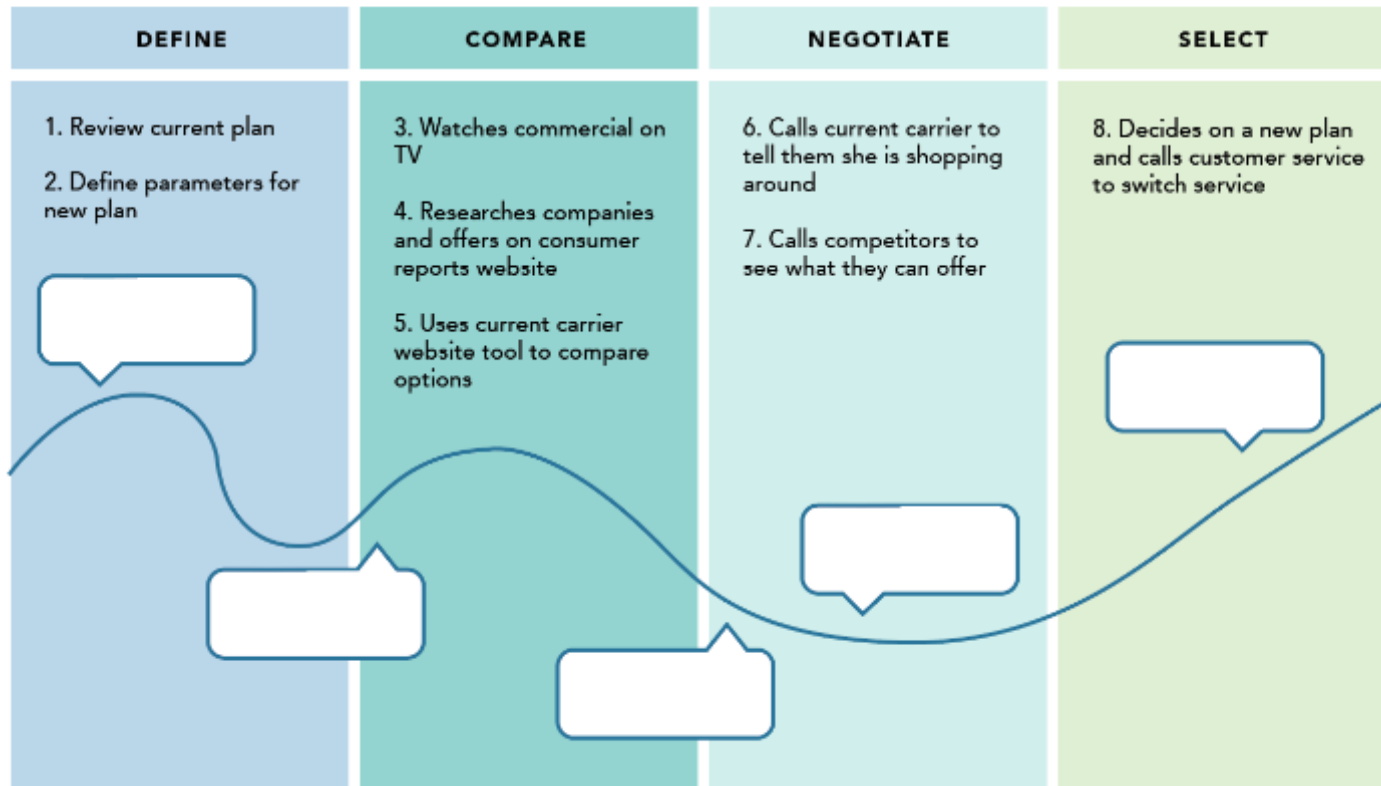 DEFINE
COMPARE
NEGOTIATE
SELECT
1. Review current plan
2. Define parameters for
new plan
3. Watches commercial on
TV
4. Researches companies
and offers on consumer
reports website
5. Uses current carrier
website tool to compare
options
6. Calls current carrier to
tell them she is shopping
around
7. Calls competitors to
see what they can offer
8. Decides on a new plan
and calls customer service
to switch service